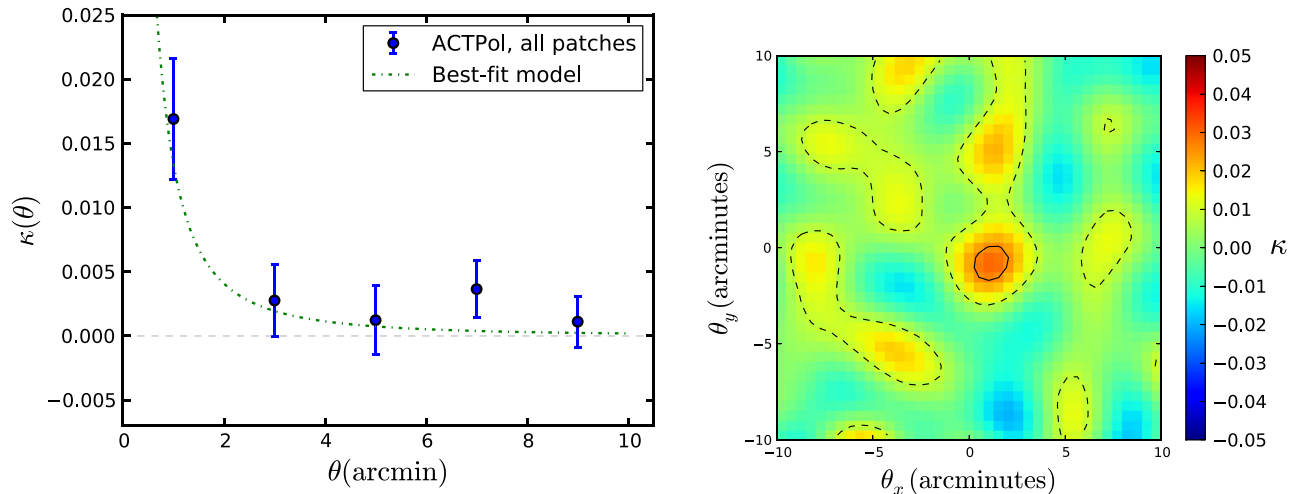 0.025
0.020
0.015
0.010
0.005
0.000
−0.005
κ(θ)
ACTPol, all patches
Best-fit model
0 2 4 6 8 10
θ(arcmin)
10
5
0
−5
−10
θy (arcminutes)
−10 −5 0 5 10
θx (arcminutes)
0.05
0.04
0.03
0.02
0.01
0.00
−0.01
−0.02
−0.03
−0.04
−0.05
κ